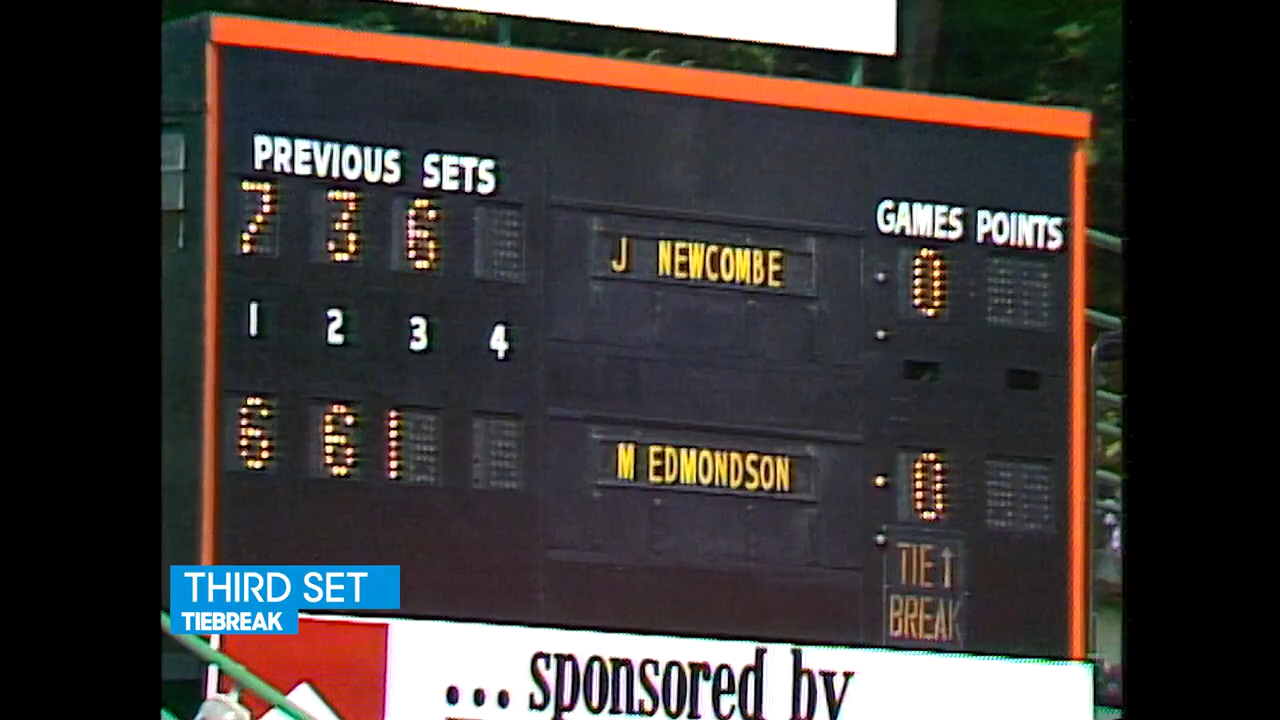 PREVIOUS SETS
GAMES POINTS
7 3 6
J NEWCOMBE
0
1 2 3 4
6 6 1
M EDMONDSON
0
TIE ↑
BREAK
THIRD SET
TIEBREAK
... sponsored by